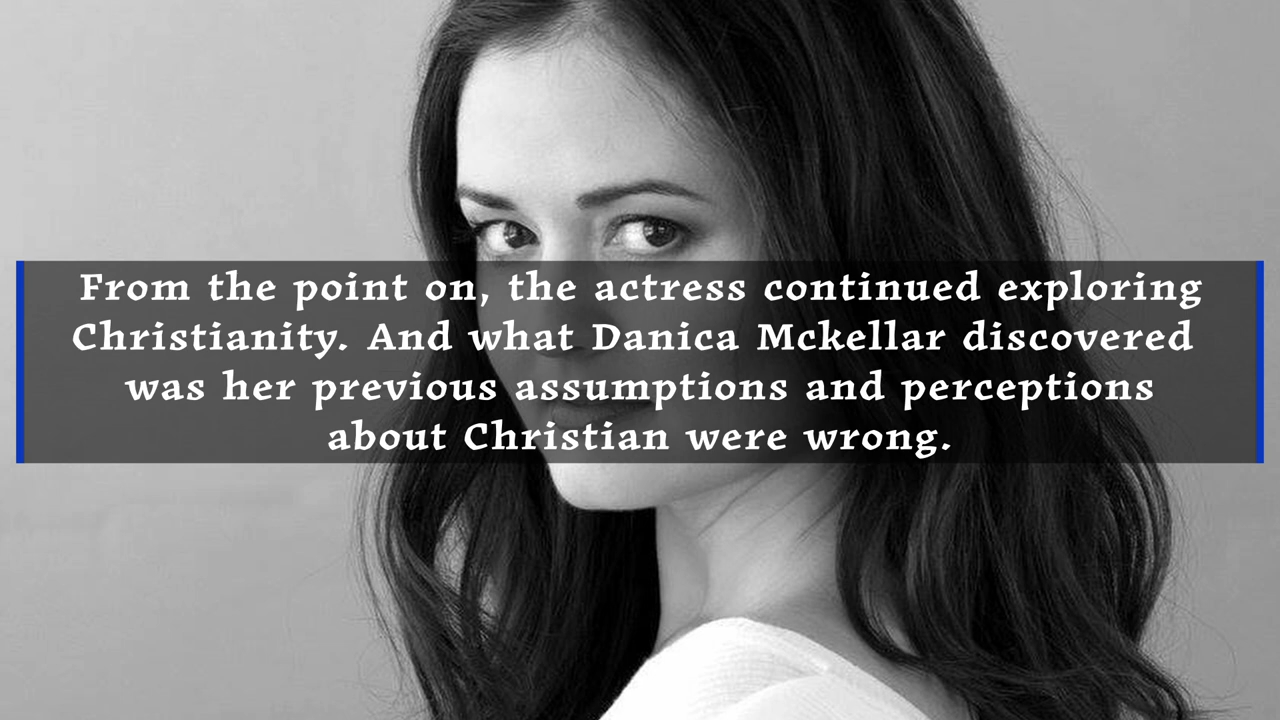 From the point on, the actress continued exploring
Christianity. And what Danica Mckellar discovered
was her previous assumptions and perceptions
about Christian were wrong.